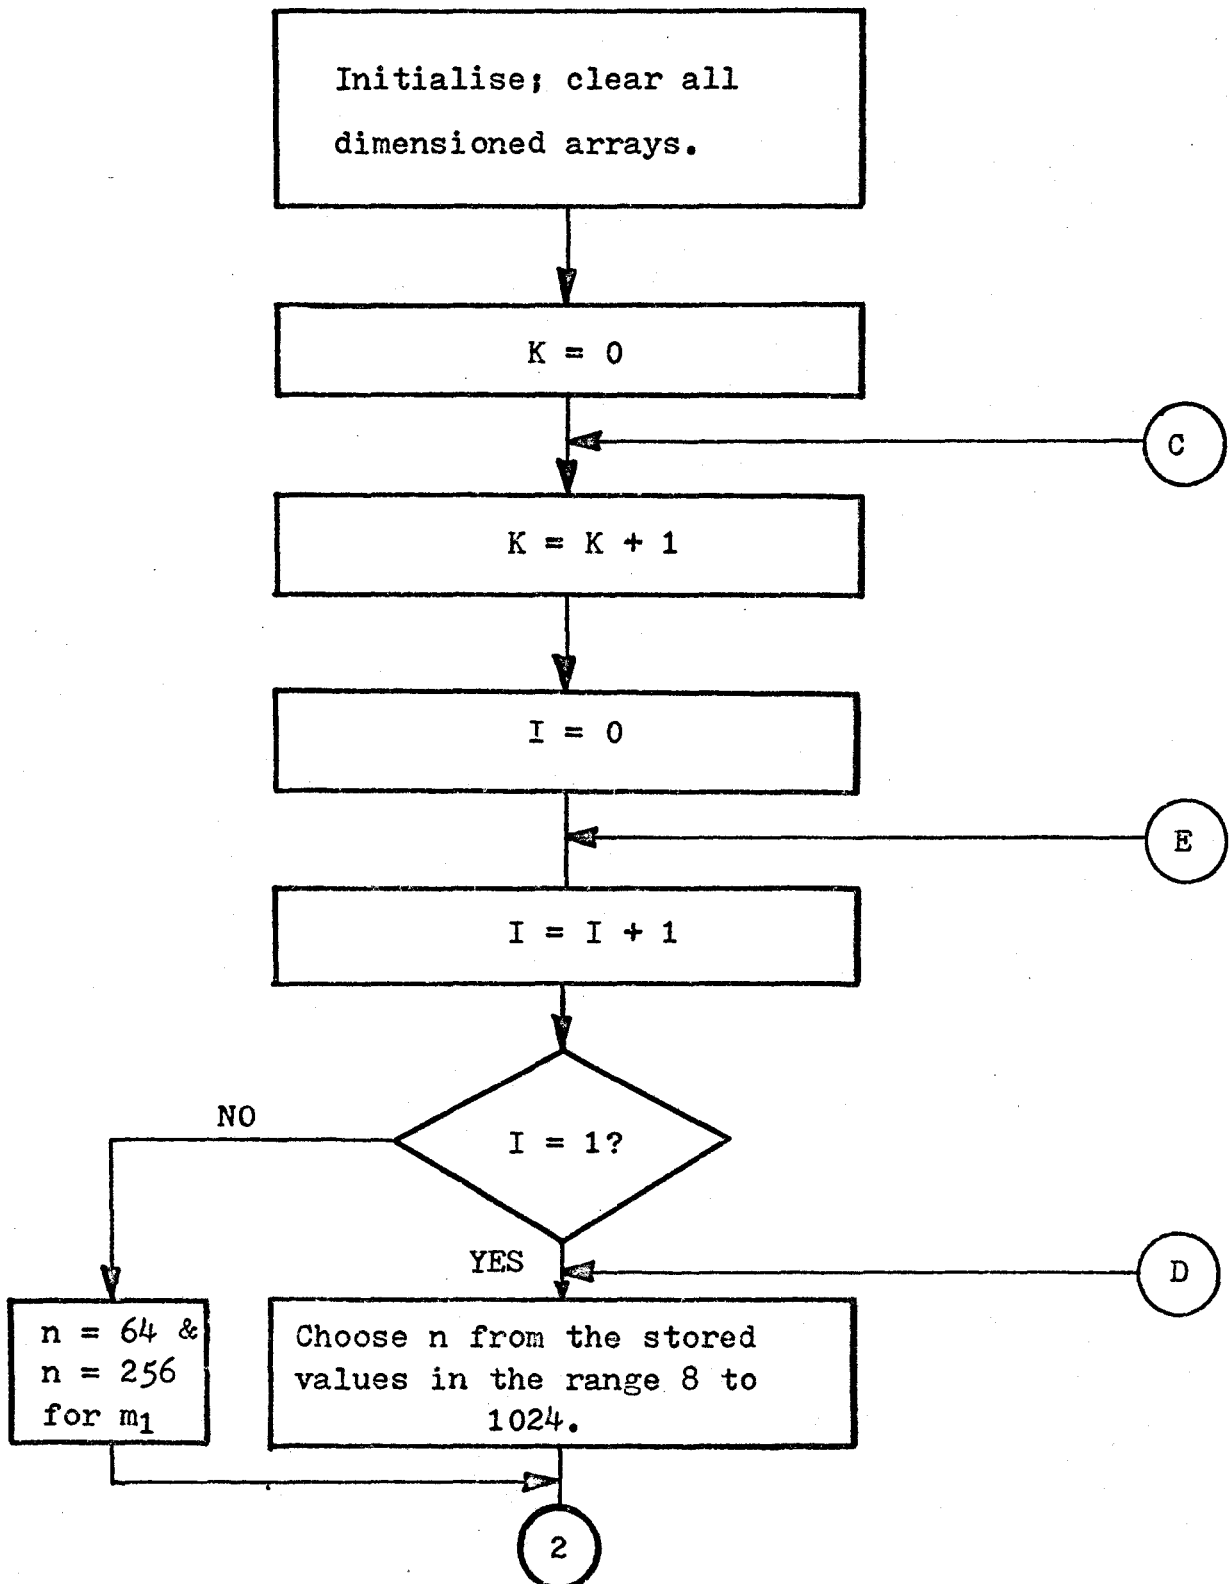 Initialise; clear all
dimensioned arrays.
K = 0
C
K = K + 1
I = 0
E
I = I + 1
NO
I = 1?
YES
D
n = 64 &
n = 256
for m₁
Choose n from the stored
values in the range 8 to
1024.
2